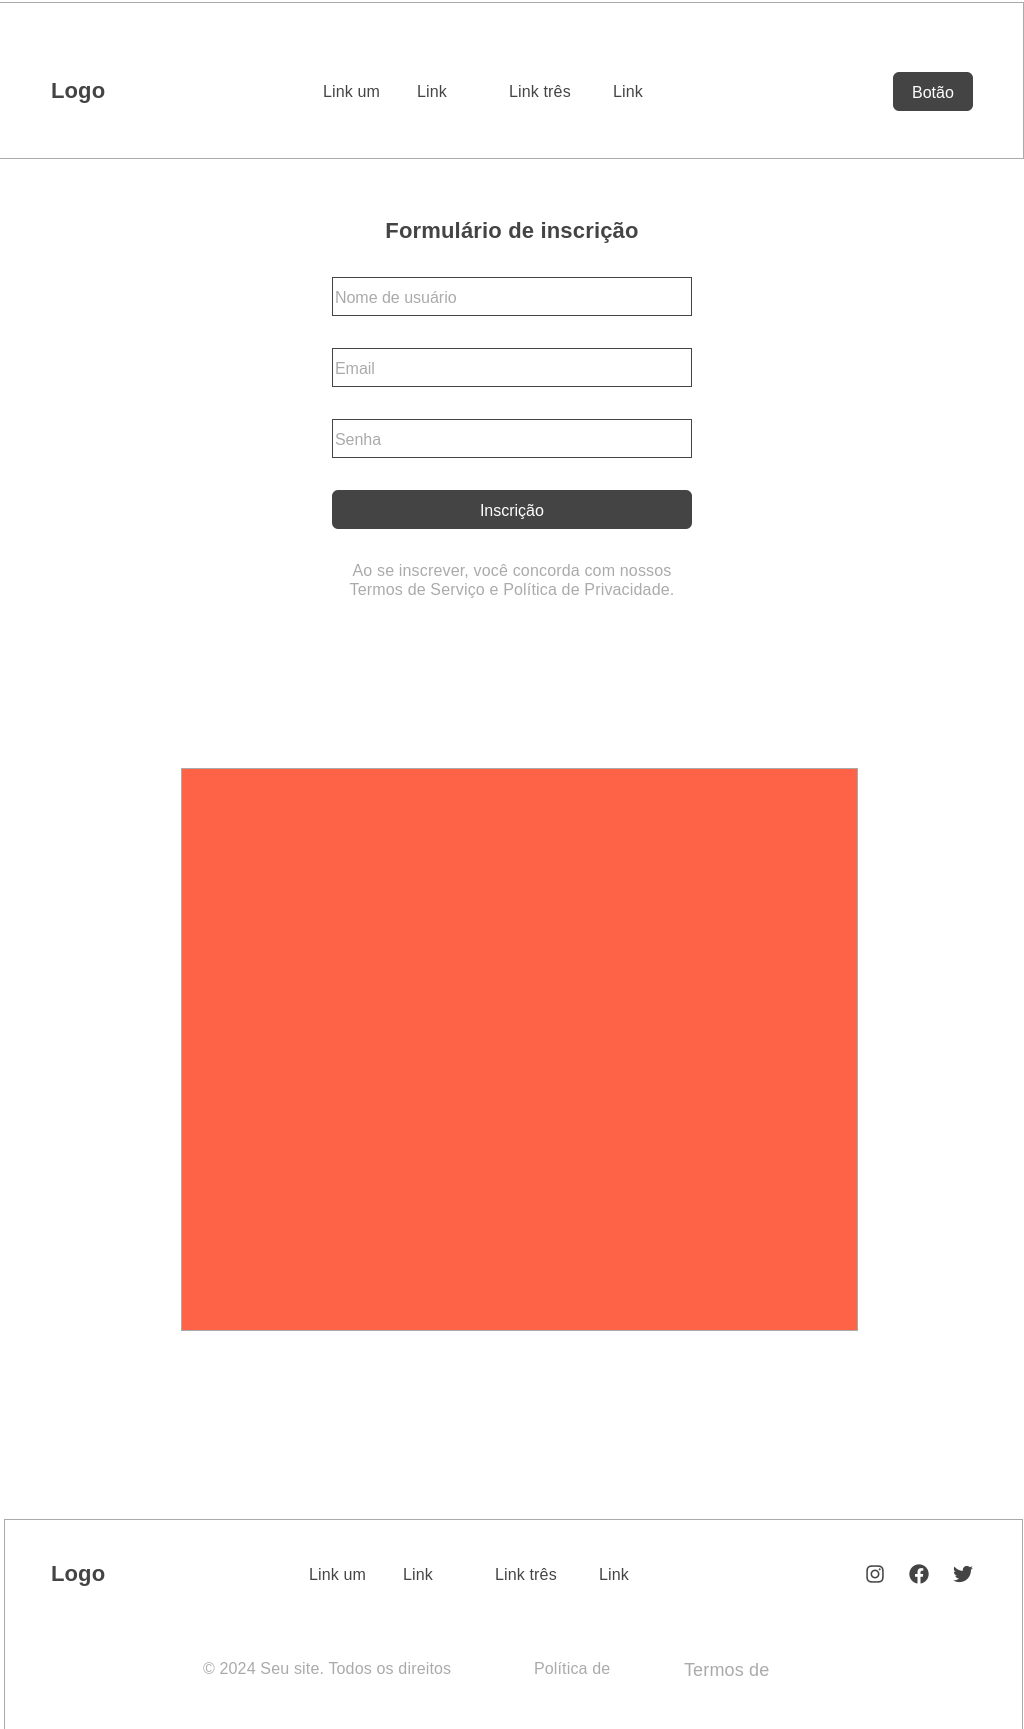 Logo
Link um
Link
Link três
Link
Botão
Formulário de inscrição
Nome de usuário
Email
Senha
Inscrição
Ao se inscrever, você concorda com nossos
Termos de Serviço e Política de Privacidade.
Logo
Link um
Link
Link três
Link
© 2024 Seu site. Todos os direitos
Política de
Termos de